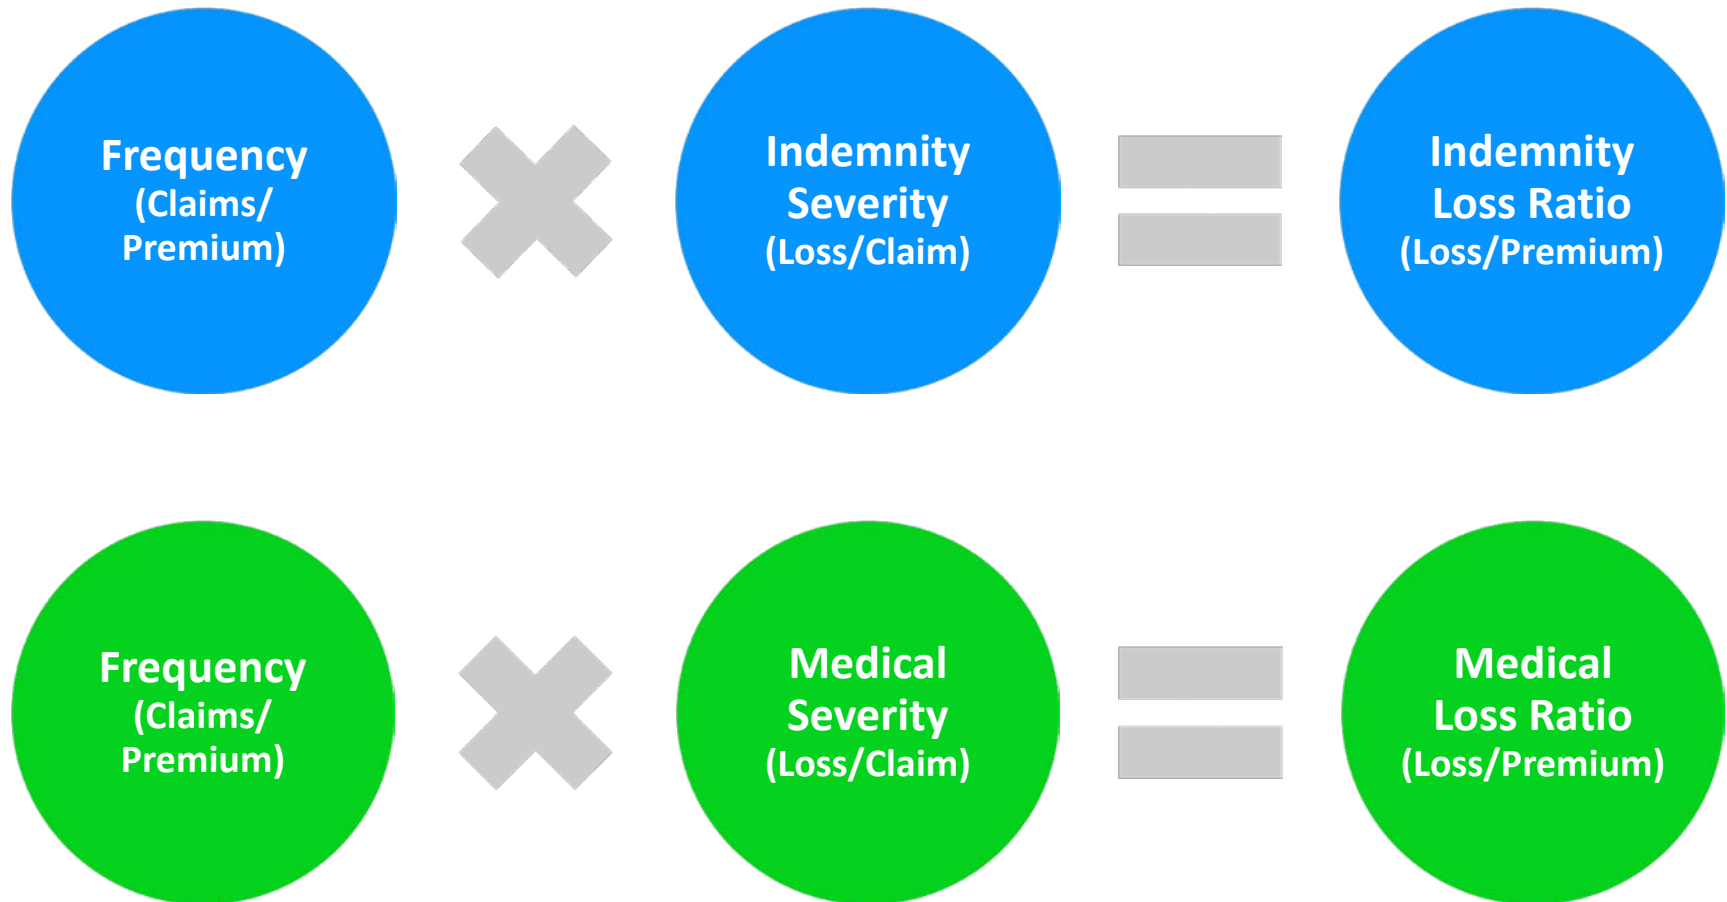 Frequency
(Claims/
Premium)
Indemnity
Severity
(Loss/Claim)
Indemnity
Loss Ratio
(Loss/Premium)
Frequency
(Claims/
Premium)
Medical
Severity
(Loss/Claim)
Medical
Loss Ratio
(Loss/Premium)